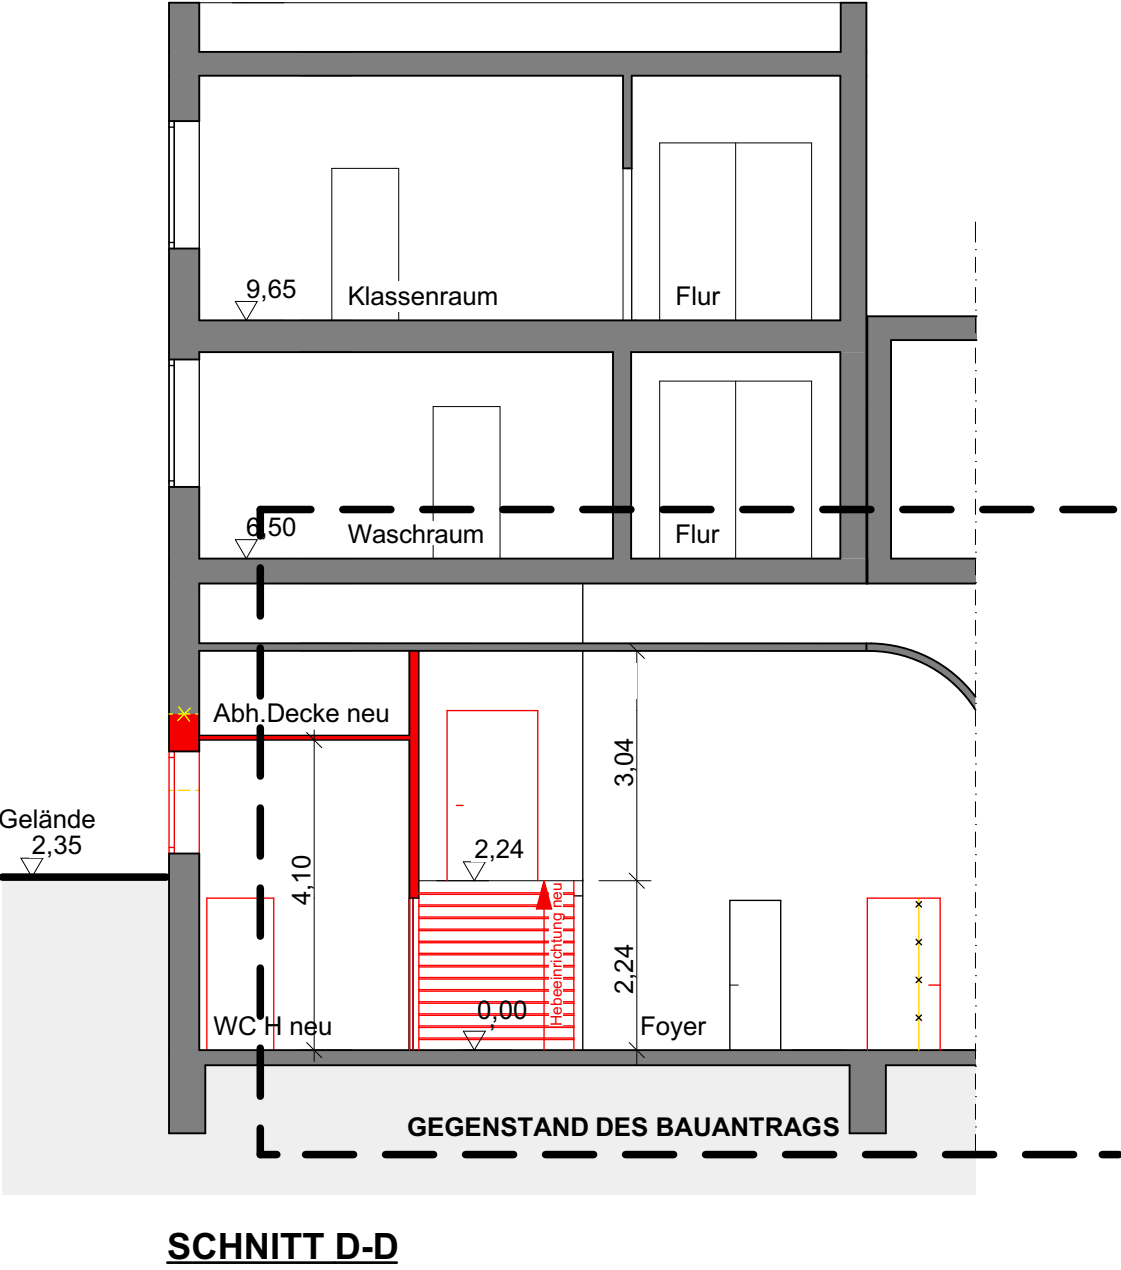 9,65
Klassenraum
Flur
6,50
Waschraum
Flur
Abh.Decke neu
3,04
Gelände
2,35
2,24
4,10
Hebeeinrichtung neu
2,24
0,00
WC H neu
Foyer
GEGENSTAND DES BAUANTRAGS
SCHNITT D-D